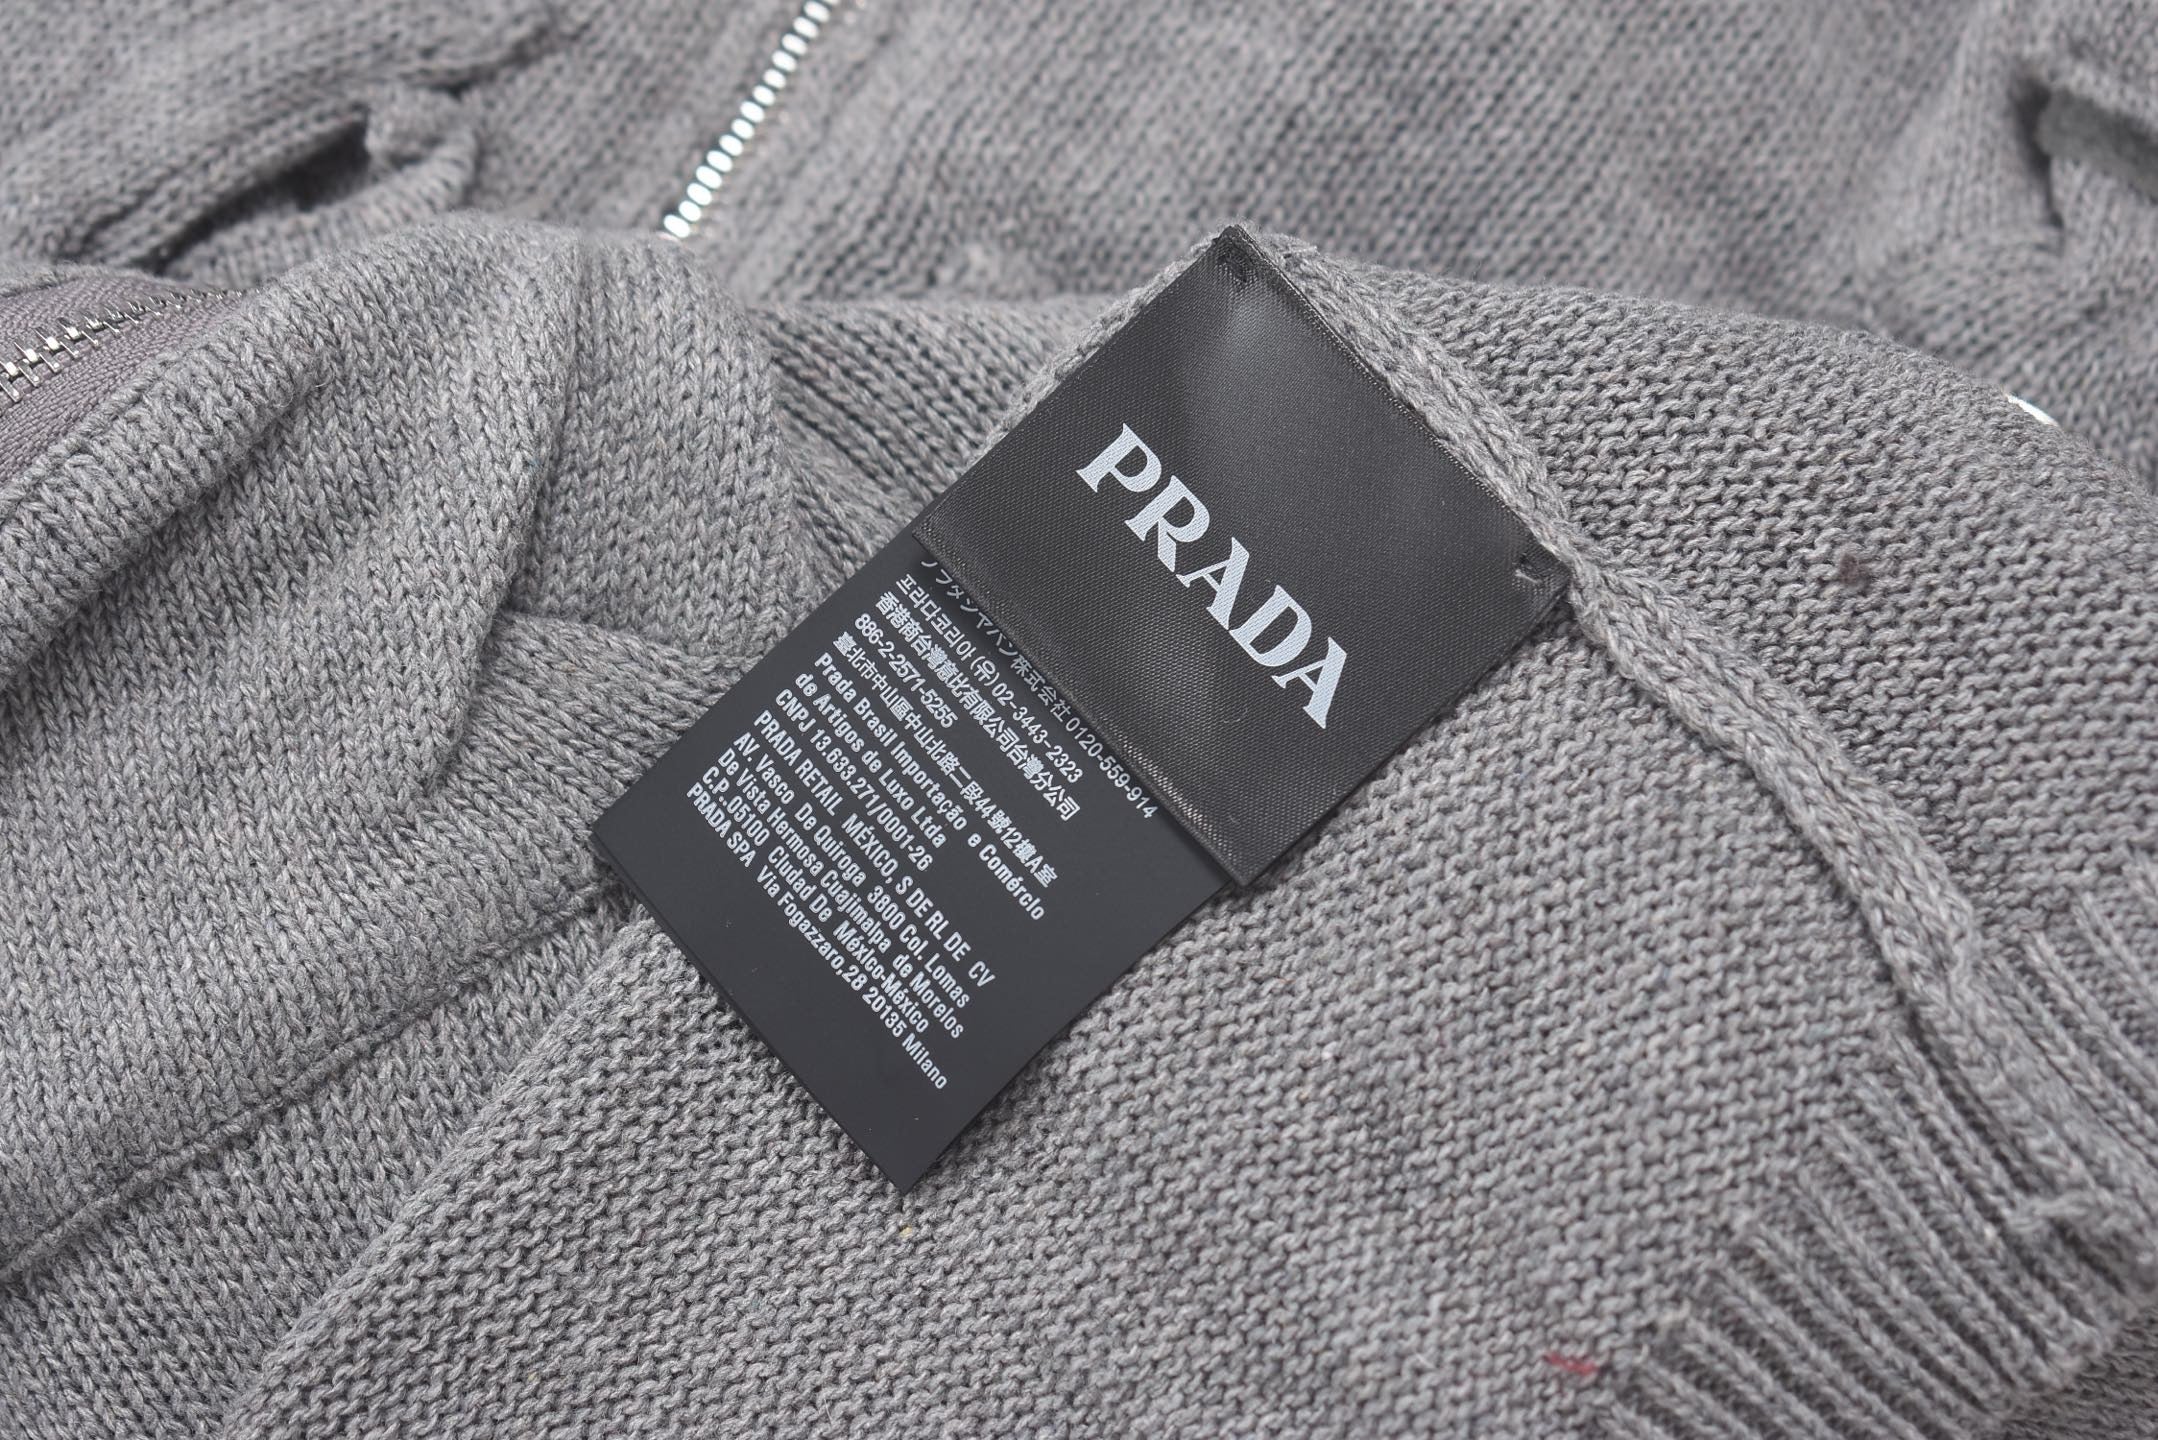 PRADA
プラダジャパン株式会社 0120-559-914
프라다코리아 (유) 02-3443-2323
香港商台灣意比有限公司台灣分公司
886-2-2571-5255
臺北市中山區中山北路二段44號12樓A室
Prada Brasil Importação e Comércio
de Artigos de Luxo Ltda
CNPJ 13.633.271/0001-26
PRADA RETAIL MÉXICO, S DE RL DE CV
AV. Vasco De Quiroga 3800 Col. Lomas
De Vista Hermosa Cuajimalpa de Morelos
C.P.:05100 Ciudad De México-México
PRADA SPA Via Fogazzaro,28 20135 Milano